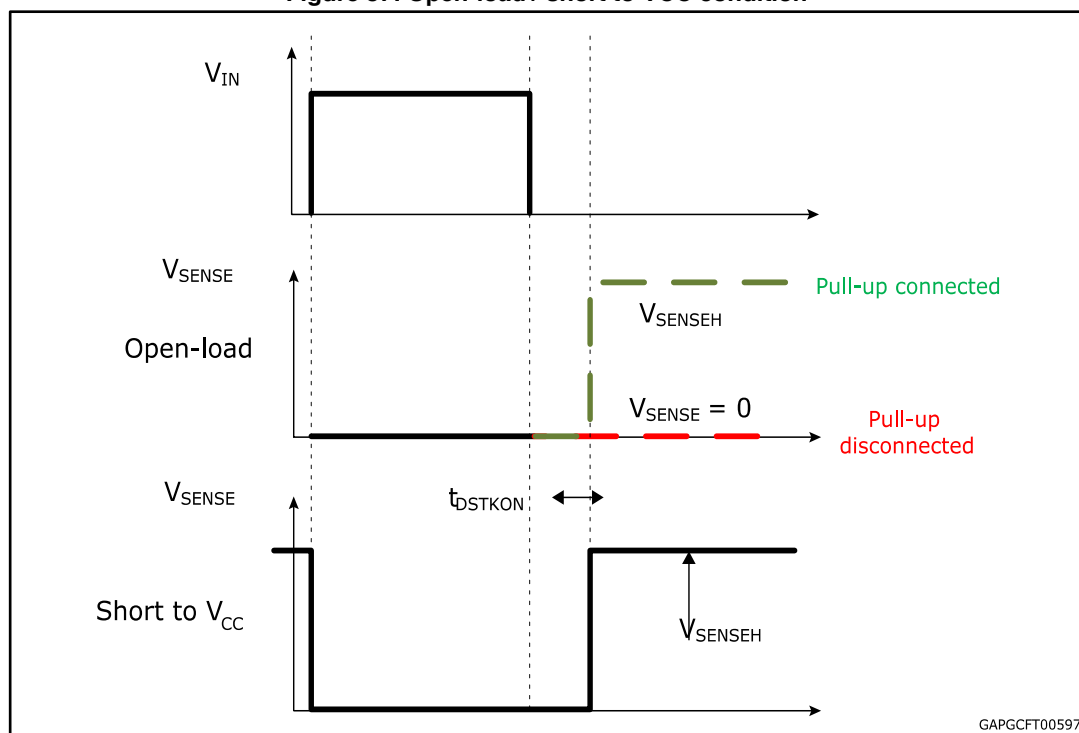 V_IN
V_SENSE
Pull-up connected
V_SENSEH
Open-load
V_SENSE = 0
Pull-up
disconnected
V_SENSE
t_DSTKON
Short to V_CC
V_SENSEH
GAPGCFT00597